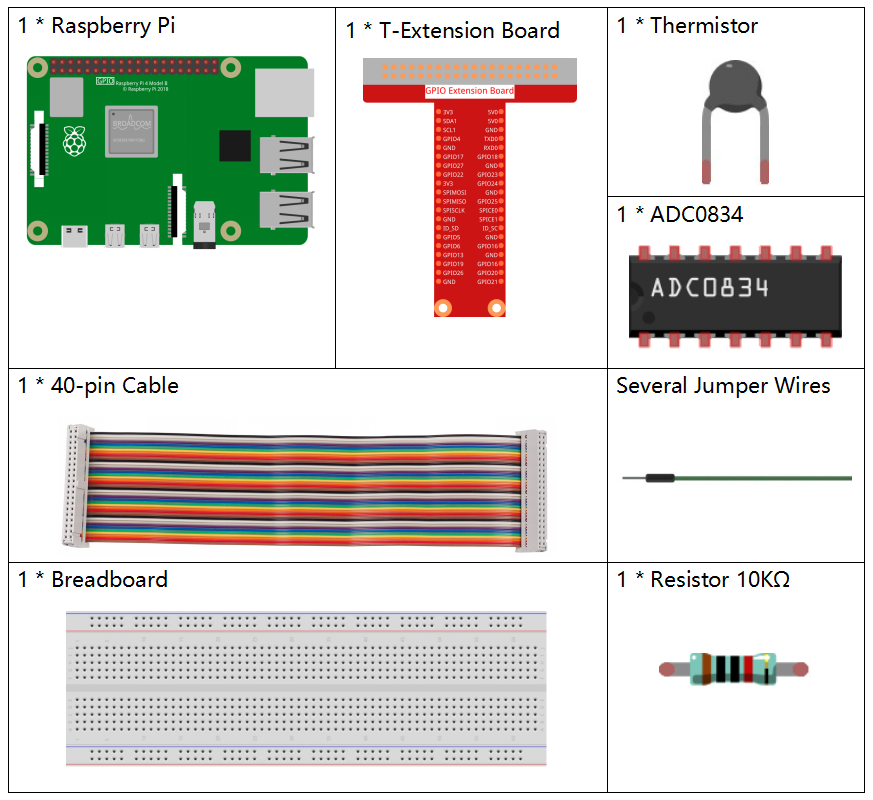 1 * Raspberry Pi
GPIO
Raspberry Pi 4 Model B
© Raspberry Pi 2018
BROADCOM
1 * T-Extension Board
GPIO Extension Board
3V3 5V0
SDA1 5V0
SCL1 GND
GPIO4 TXD0
GND RXD0
GPIO17 GPIO18
GPIO27 GND
GPIO22 GPIO23
3V3 GPIO24
SPIMOSI GND
SPIMISO GPIO25
SPISCLK SPICE0
GND SPICE1
ID_SD ID_SC
GPIO5 GND
GPIO6 GPIO16
GPIO13 GND
GPIO19 GPIO16
GPIO26 GPIO20
GND GPIO21
1 * Thermistor
1 * ADC0834
ADC0834
1 * 40-pin Cable
Several Jumper Wires
1 * Breadboard
1 * Resistor 10KΩ